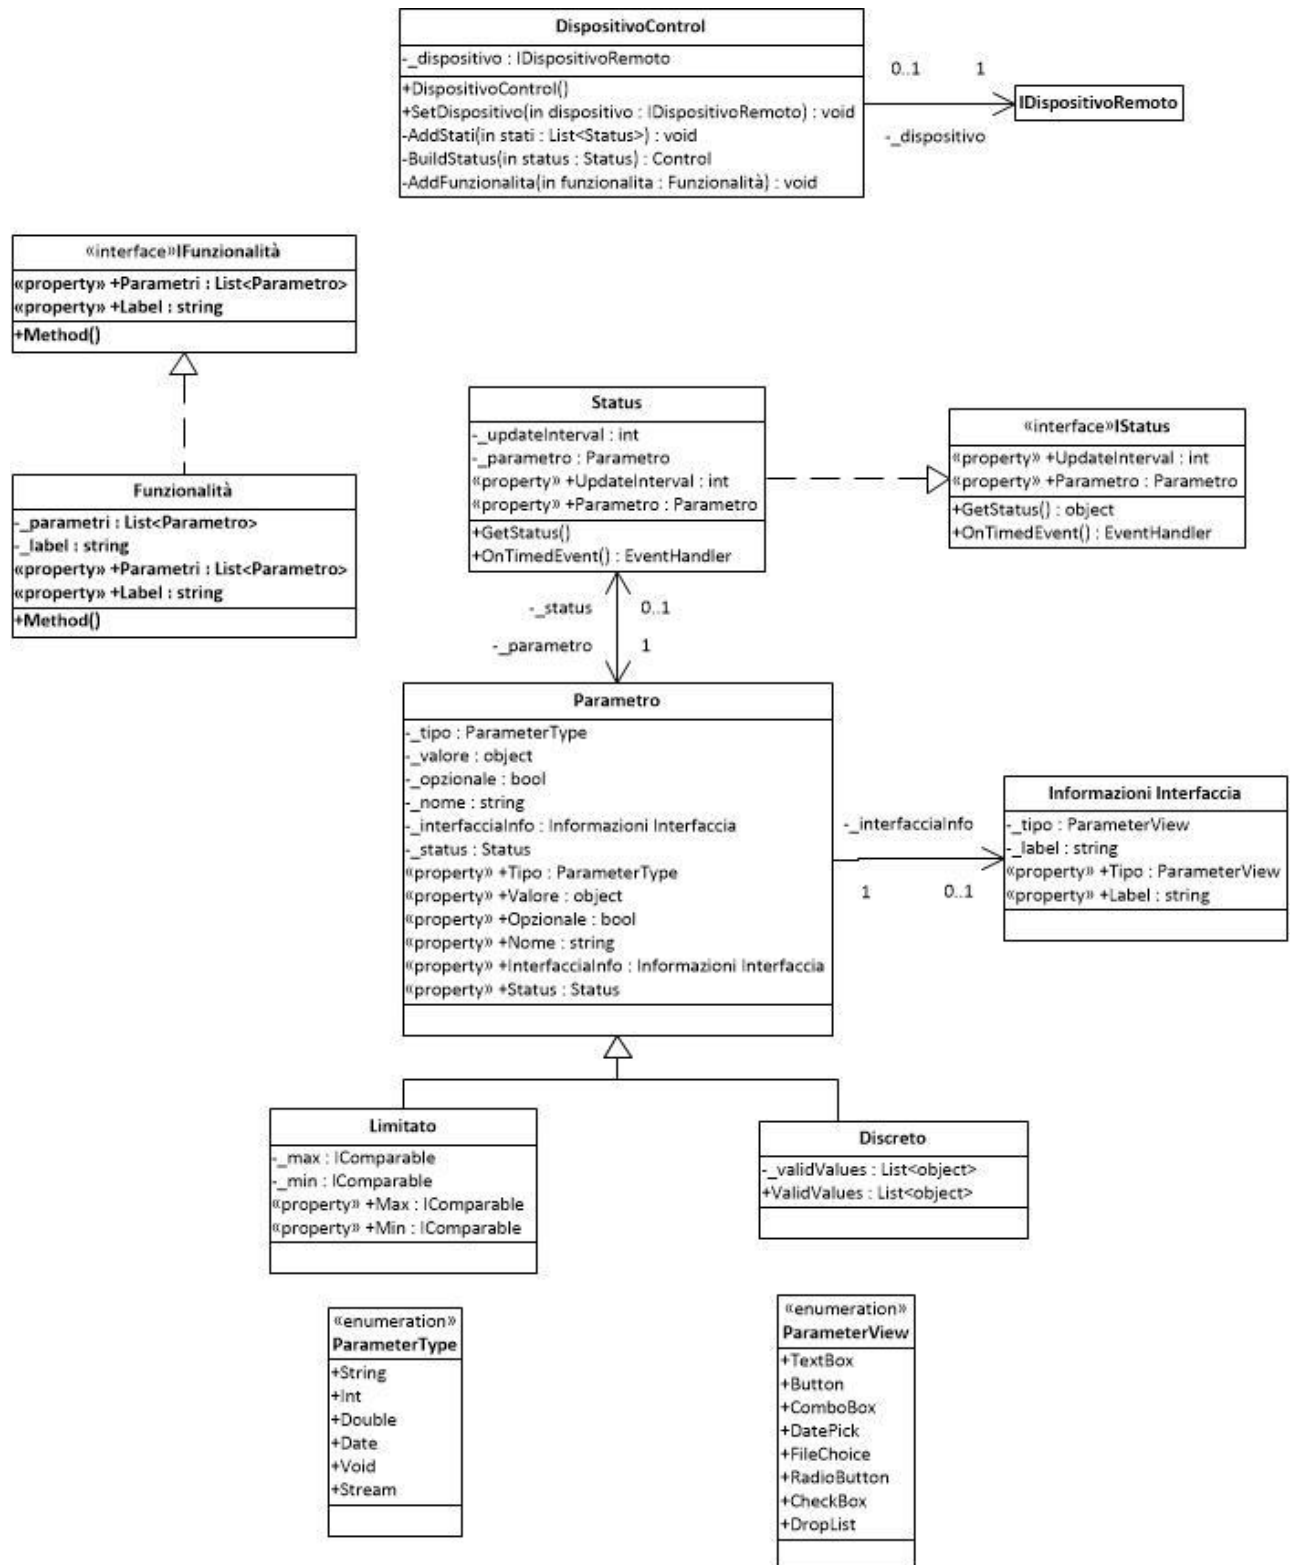 DispositivoControl
-_dispositivo : IDispositivoRemoto
+DispositivoControl()
+SetDispositivo(in dispositivo : IDispositivoRemoto) : void
-AddStati(in stati : List<Status>) : void
-BuildStatus(in status : Status) : Control
-AddFunzionalita(in funzionalita : Funzionalità) : void
0..1 1
-_dispositivo
IDispositivoRemoto
«interface»IFunzionalità
«property» +Parametri : List<Parametro>
«property» +Label : string
+Method()
Funzionalità
-_parametri : List<Parametro>
-_label : string
«property» +Parametri : List<Parametro>
«property» +Label : string
+Method()
Status
-_updateInterval : int
-_parametro : Parametro
«property» +UpdateInterval : int
«property» +Parametro : Parametro
+GetStatus()
+OnTimedEvent() : EventHandler
«interface»IStatus
«property» +UpdateInterval : int
«property» +Parametro : Parametro
+GetStatus() : object
+OnTimedEvent() : EventHandler
-_status 0..1
-_parametro 1
Parametro
-_tipo : ParameterType
-_valore : object
-_opzionale : bool
-_nome : string
-_interfacciaInfo : Informazioni Interfaccia
-_status : Status
«property» +Tipo : ParameterType
«property» +Valore : object
«property» +Opzionale : bool
«property» +Nome : string
«property» +InterfacciaInfo : Informazioni Interfaccia
«property» +Status : Status
-_interfacciaInfo
1 0..1
Informazioni Interfaccia
-_tipo : ParameterView
-_label : string
«property» +Tipo : ParameterView
«property» +Label : string
Limitato
-_max : IComparable
-_min : IComparable
«property» +Max : IComparable
«property» +Min : IComparable
Discreto
-_validValues : List<object>
+ValidValues : List<object>
«enumeration»
ParameterType
+String
+Int
+Double
+Date
+Void
+Stream
«enumeration»
ParameterView
+TextBox
+Button
+ComboBox
+DatePick
+FileChoice
+RadioButton
+CheckBox
+DropList